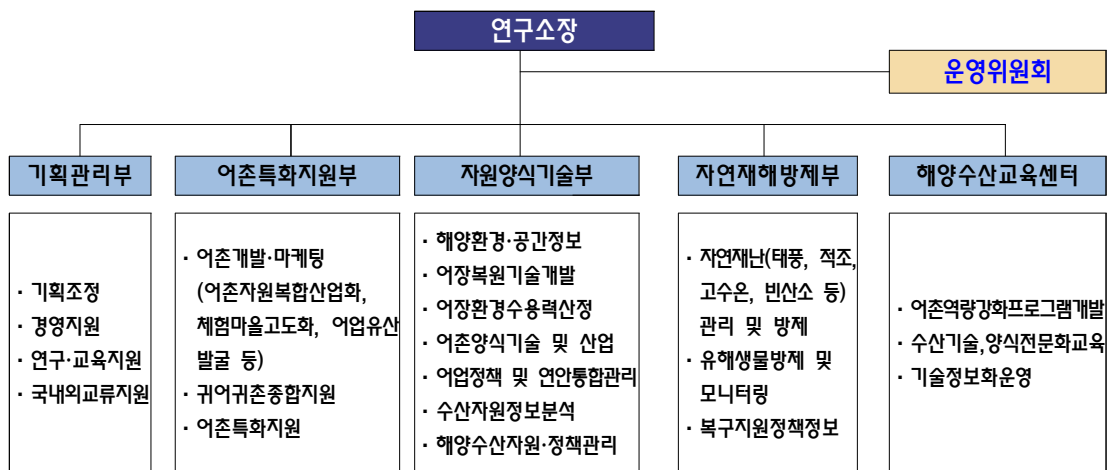 연구소장
운영위원회
기획관리부
어촌특화지원부
자원양식기술부
자연재해방제부
해양수산교육센터
· 기획조정
· 경영지원
· 연구·교육지원
· 국내외교류지원
· 어촌개발·마케팅
(어촌자원복합산업화,
체험마을고도화, 어업유산
발굴 등)
· 귀어귀촌종합지원
· 어촌특화지원
· 해양환경·공간정보
· 어장복원기술개발
· 어장환경수용력산정
· 어촌양식기술 및 산업
· 어업정책 및 연안통합관리
· 수산자원정보분석
· 해양수산자원·정책관리
· 자연재난(태풍, 적조,
고수온, 빈산소 등)
관리 및 방제
· 유해생물방제 및
모니터링
· 복구지원정책정보
· 어촌역량강화프로그램개발
· 수산기술,양식전문화교육
· 기술정보화운영